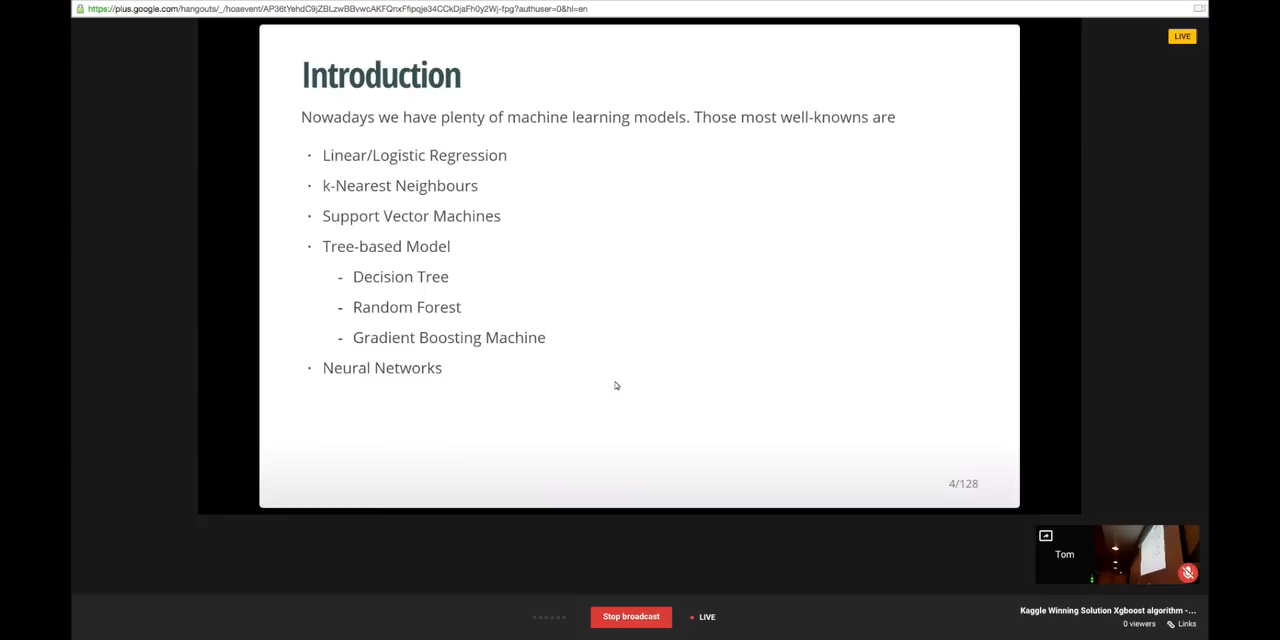 https://plus.google.com/hangouts/_/hoaevent/AP36tYehdC9jZBLzwBBvwcAKFQnxFfipqje34CCkDjaFh0y2Wj-fpg?authuser=0&hl=en
LIVE
Introduction
Nowadays we have plenty of machine learning models. Those most well-knowns are
· Linear/Logistic Regression
· k-Nearest Neighbours
· Support Vector Machines
· Tree-based Model
- Decision Tree
- Random Forest
- Gradient Boosting Machine
· Neural Networks
4/128
Tom
Stop broadcast
LIVE
Kaggle Winning Solution Xgboost algorithm -...
0 viewers
Links